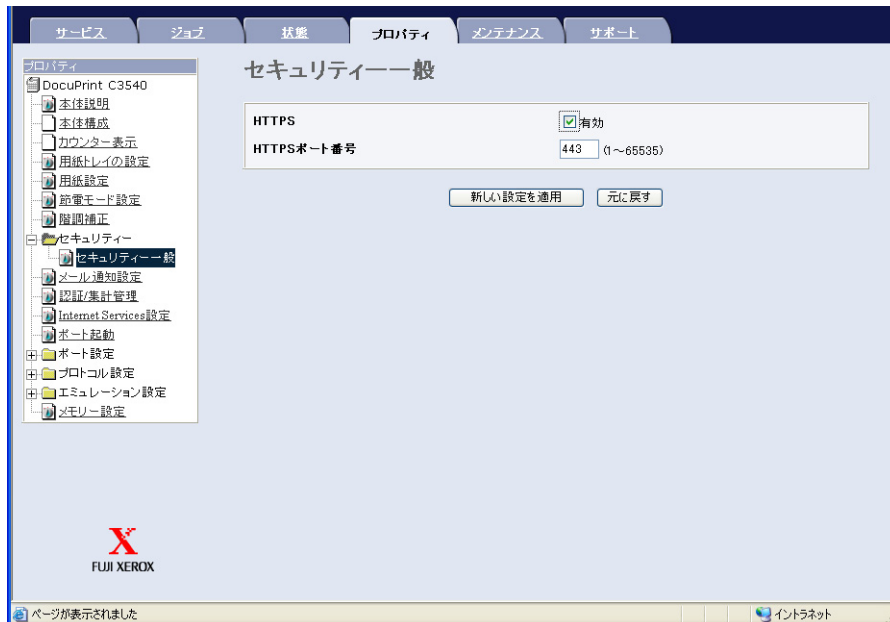 サービス ジョブ 状態 プロパティ メンテナンス サポート
プロパティ
DocuPrint C3540
本体説明
本体構成
カウンター表示
用紙トレイの設定
用紙設定
節電モード設定
階調補正
セキュリティー
セキュリティー一般
メール通知設定
認証/集計管理
Internet Services設定
ポート起動
ポート設定
プロトコル設定
エミュレーション設定
メモリー設定
FUJI XEROX
セキュリティー一般
HTTPS 有効
HTTPSポート番号 443 (1～65535)
新しい設定を適用 元に戻す
ページが表示されました イントラネット